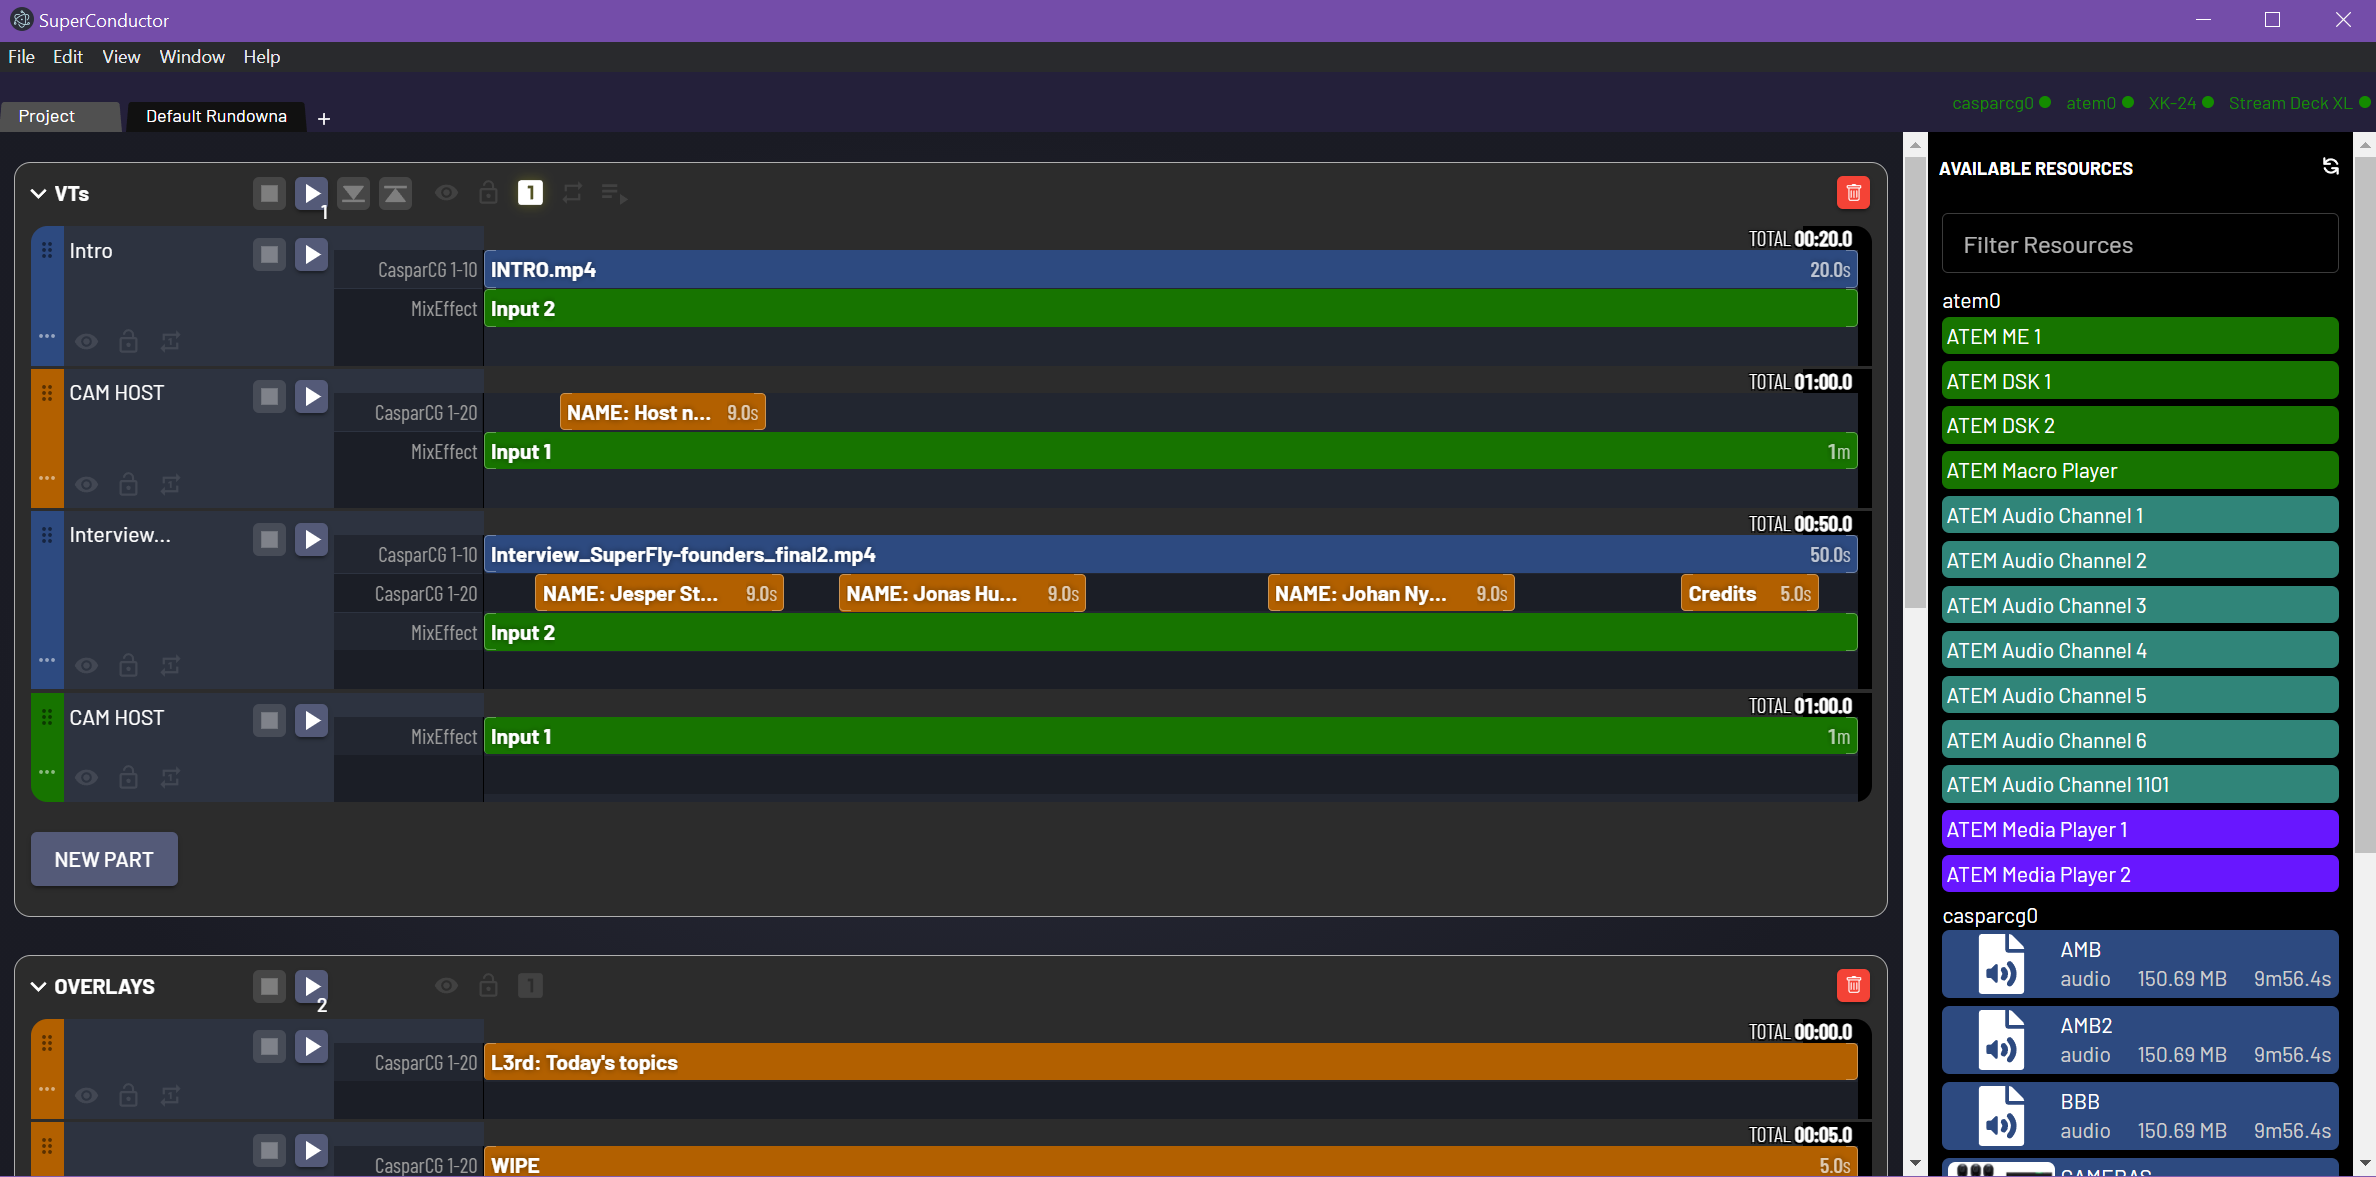 SuperConductor
File Edit View Window Help
Project Default Rundowna +
casparcg0 atem0 XK-24 Stream Deck XL
VTs 1 1
Intro
TOTAL 00:20.0
CasparCG 1-10 INTRO.mp4 20.0s
MixEffect Input 2
CAM HOST
TOTAL 01:00.0
CasparCG 1-20 NAME: Host n... 9.0s
MixEffect Input 1 1m
Interview...
TOTAL 00:50.0
CasparCG 1-10 Interview_SuperFly-founders_final2.mp4 50.0s
CasparCG 1-20 NAME: Jesper St... 9.0s NAME: Jonas Hu... 9.0s NAME: Johan Ny... 9.0s Credits 5.0s
MixEffect Input 2
CAM HOST
TOTAL 01:00.0
MixEffect Input 1 1m
NEW PART
OVERLAYS 2 1
TOTAL 00:00.0
CasparCG 1-20 L3rd: Today's topics
TOTAL 00:05.0
CasparCG 1-20 WIPE 5.0s
AVAILABLE RESOURCES
Filter Resources
atem0
ATEM ME 1
ATEM DSK 1
ATEM DSK 2
ATEM Macro Player
ATEM Audio Channel 1
ATEM Audio Channel 2
ATEM Audio Channel 3
ATEM Audio Channel 4
ATEM Audio Channel 5
ATEM Audio Channel 6
ATEM Audio Channel 1101
ATEM Media Player 1
ATEM Media Player 2
casparcg0
AMB
audio 150.69 MB 9m56.4s
AMB2
audio 150.69 MB 9m56.4s
BBB
audio 150.69 MB 9m56.4s
CAMERAS